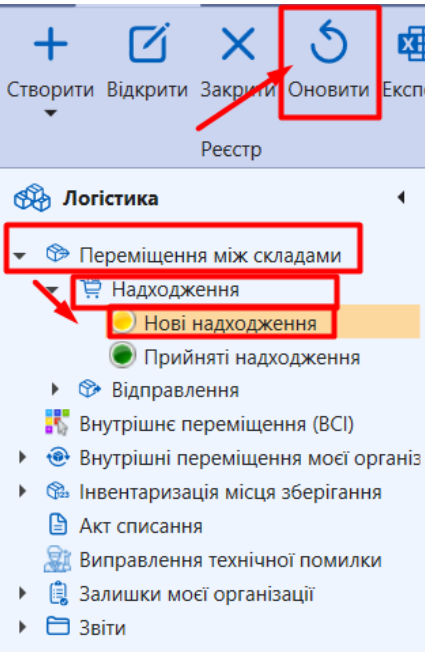 Створити Відкрити Закрити Оновити Експ
Реєстр
Логістика
Переміщення між складами
Надходження
Нові надходження
Прийняті надходження
Відправлення
Внутрішнє переміщення (ВСІ)
Внутрішні переміщення моєї організ
Інвентаризація місця зберігання
Акт списання
Виправлення технічної помилки
Залишки моєї організації
Звіти